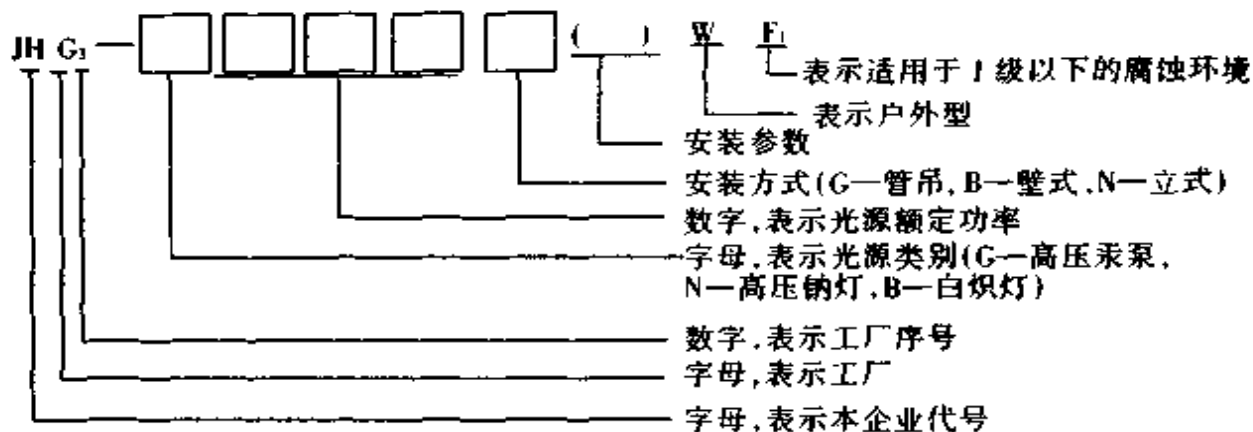 JH G₃— ( ) W F₁
表示适用于 1 级以下的腐蚀环境
表示户外型
安装参数
安装方式(G—管吊,B—壁式,N—立式)
数字,表示光源额定功率
字母,表示光源类别(G—高压汞泵,
N—高压钠灯,B—白炽灯)
数字,表示工厂序号
字母,表示工厂
字母,表示本企业代号